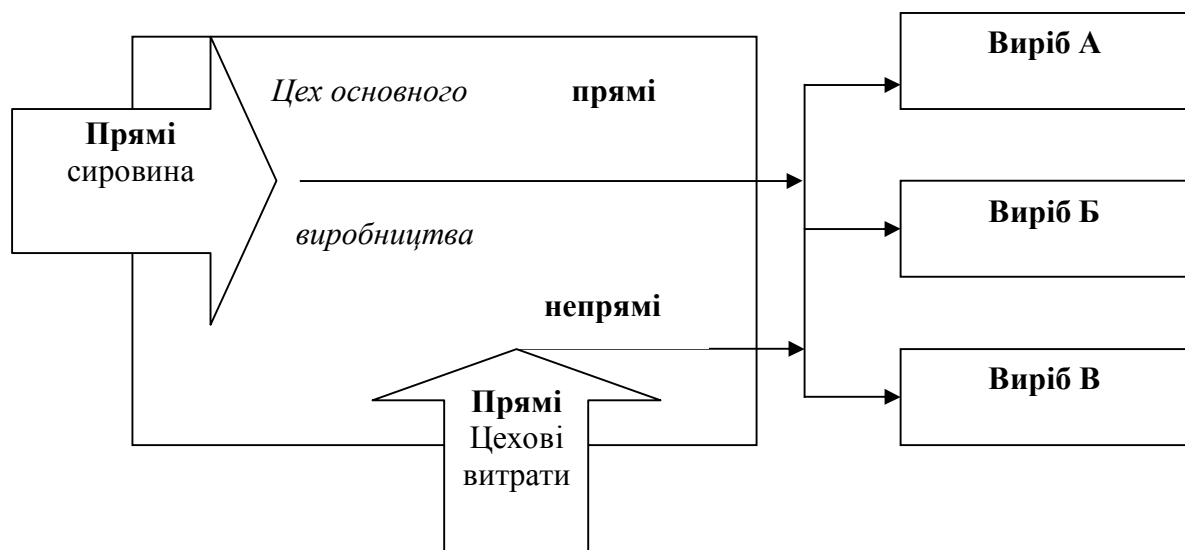 Виріб А
Цех основного прямі
Прямі
сировина
Виріб Б
виробництва
непрямі
Виріб В
Прямі
Цехові
витрати